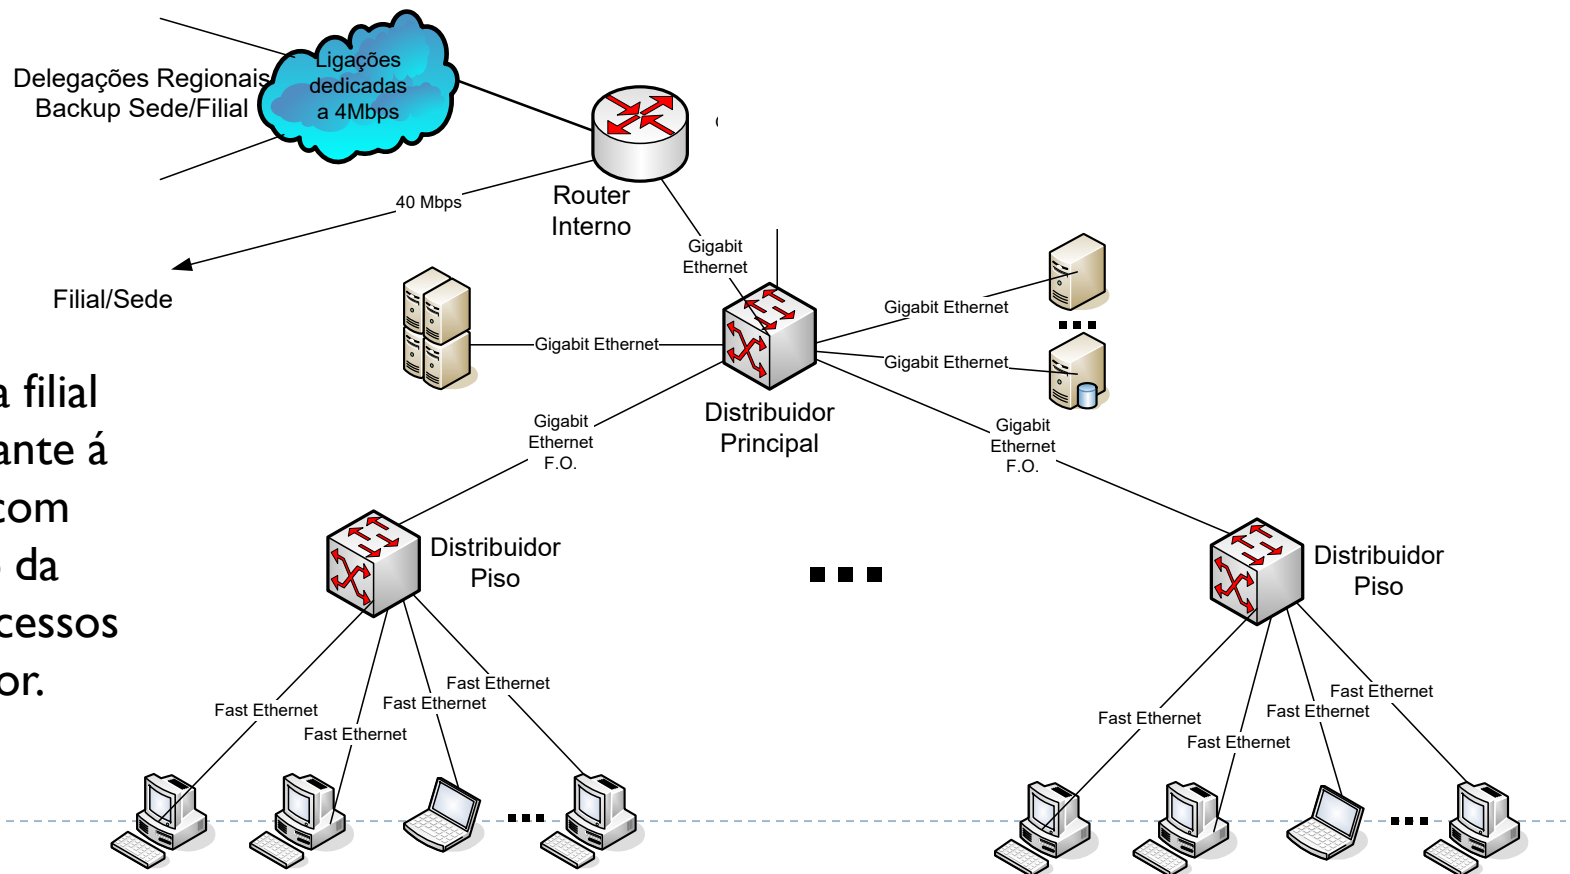 Ligações
dedicadas
a 4Mbps
Delegações Regionais
Backup Sede/Filial
40 Mbps
Router
Interno
Filial/Sede
Gigabit
Ethernet
Gigabit Ethernet
Gigabit Ethernet
Gigabit Ethernet
Distribuidor
Principal
a filial
ante á
com
da
cessos
or.
Gigabit
Ethernet
F.O.
Gigabit
Ethernet
F.O.
Distribuidor
Piso
Distribuidor
Piso
Fast Ethernet
Fast Ethernet
Fast Ethernet
Fast Ethernet
Fast Ethernet
Fast Ethernet
Fast Ethernet
Fast Ethernet